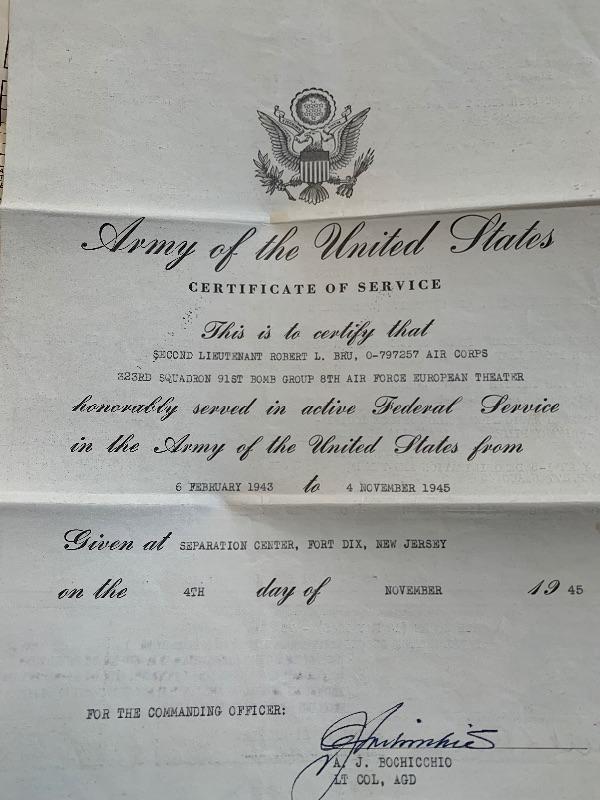 Army of the United States
CERTIFICATE OF SERVICE
This is to certify that
SECOND LIEUTENANT ROBERT L. BRU, O-797257 AIR CORPS
323RD SQUADRON 91ST BOMB GROUP 8TH AIR FORCE EUROPEAN THEATER
honorably served in active Federal Service
in the Army of the United States from
6 FEBRUARY 1943 to 4 NOVEMBER 1945
Given at SEPARATION CENTER, FORT DIX, NEW JERSEY
on the 4TH day of NOVEMBER 19 45
FOR THE COMMANDING OFFICER:
A. J. BOCHICCHIO
LT COL, AGD